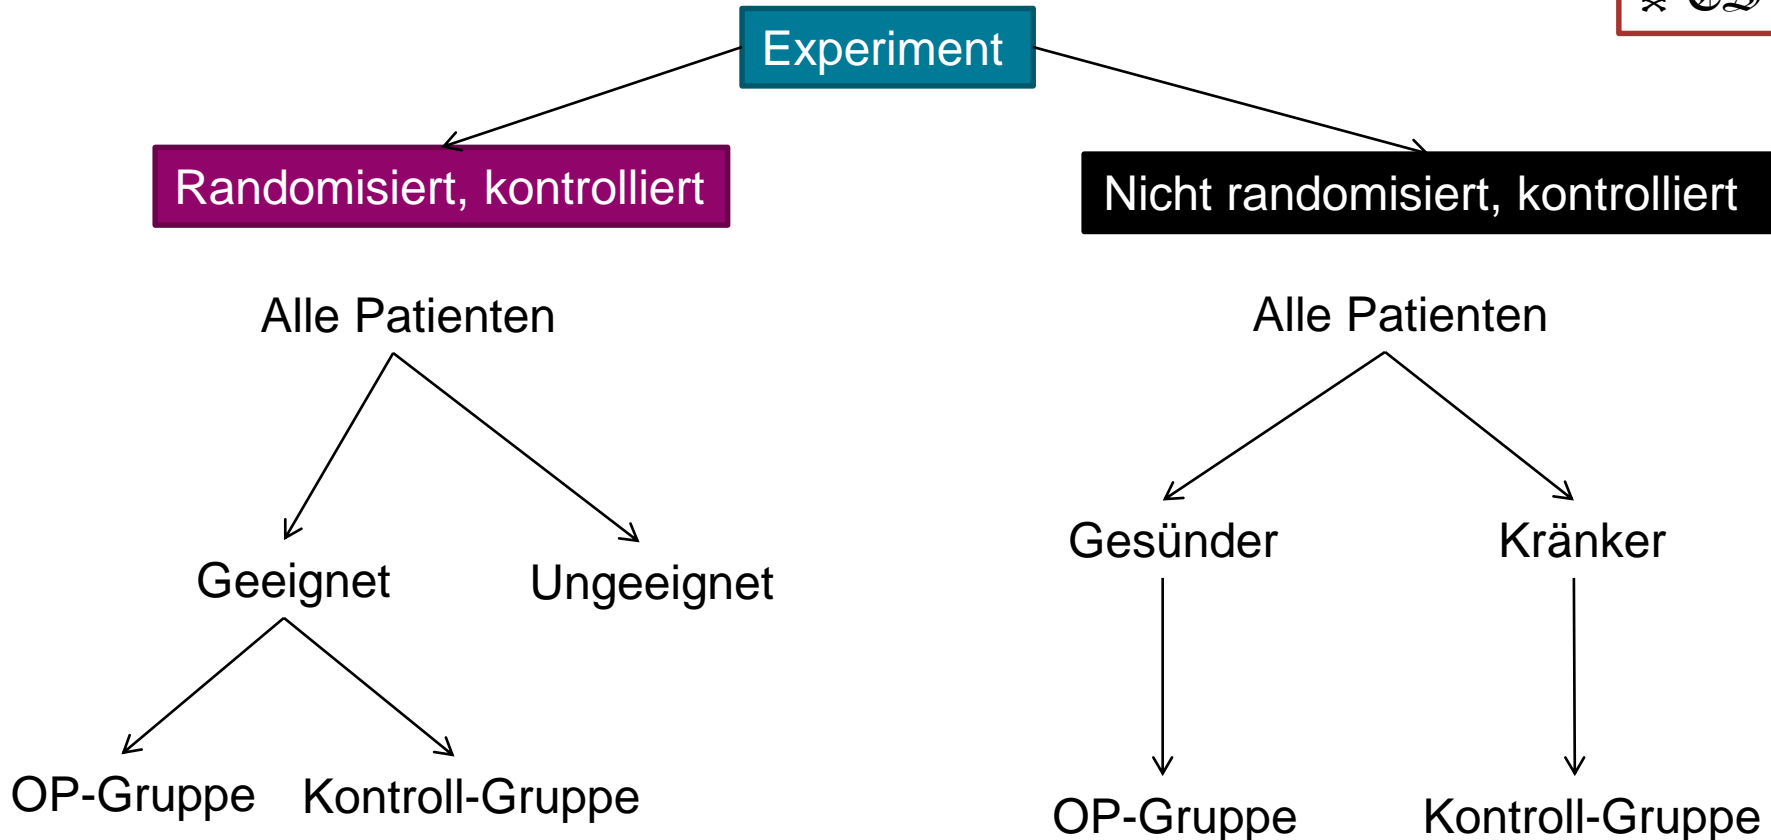 Experiment
Randomisiert, kontrolliert
Nicht randomisiert, kontrolliert
Alle Patienten
Alle Patienten
Gesünder
Kränker
Geeignet
Ungeeignet
OP-Gruppe
Kontroll-Gruppe
OP-Gruppe
Kontroll-Gruppe